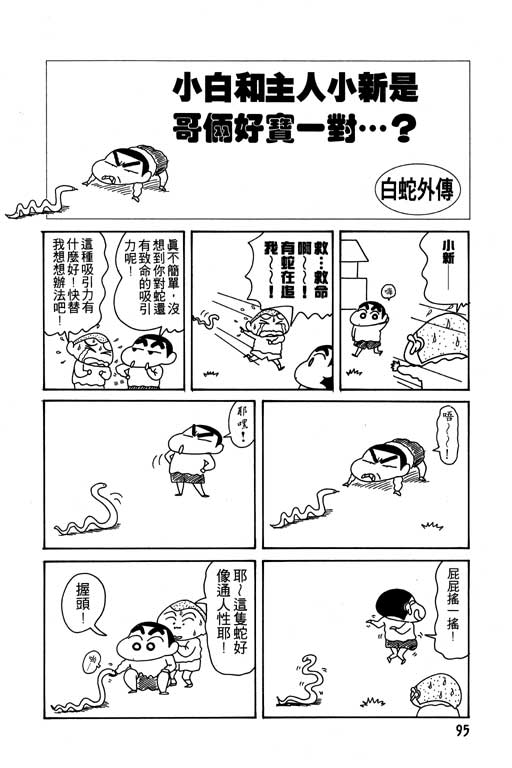 小白和主人小新是
哥倆好寶一對…？
白蛇外傳
小新——
嗨
救…救命
啊～～！
有蛇在追
我～～！
真不簡單，沒
想到你對蛇還
有致命的吸引
力呢！
這種吸引力有
什麼好！快替
我想想辦法吧！
唔～～！
耶嘿！
屁屁搖一搖！
耶～這隻蛇好
像通人性耶！
握頭！
95